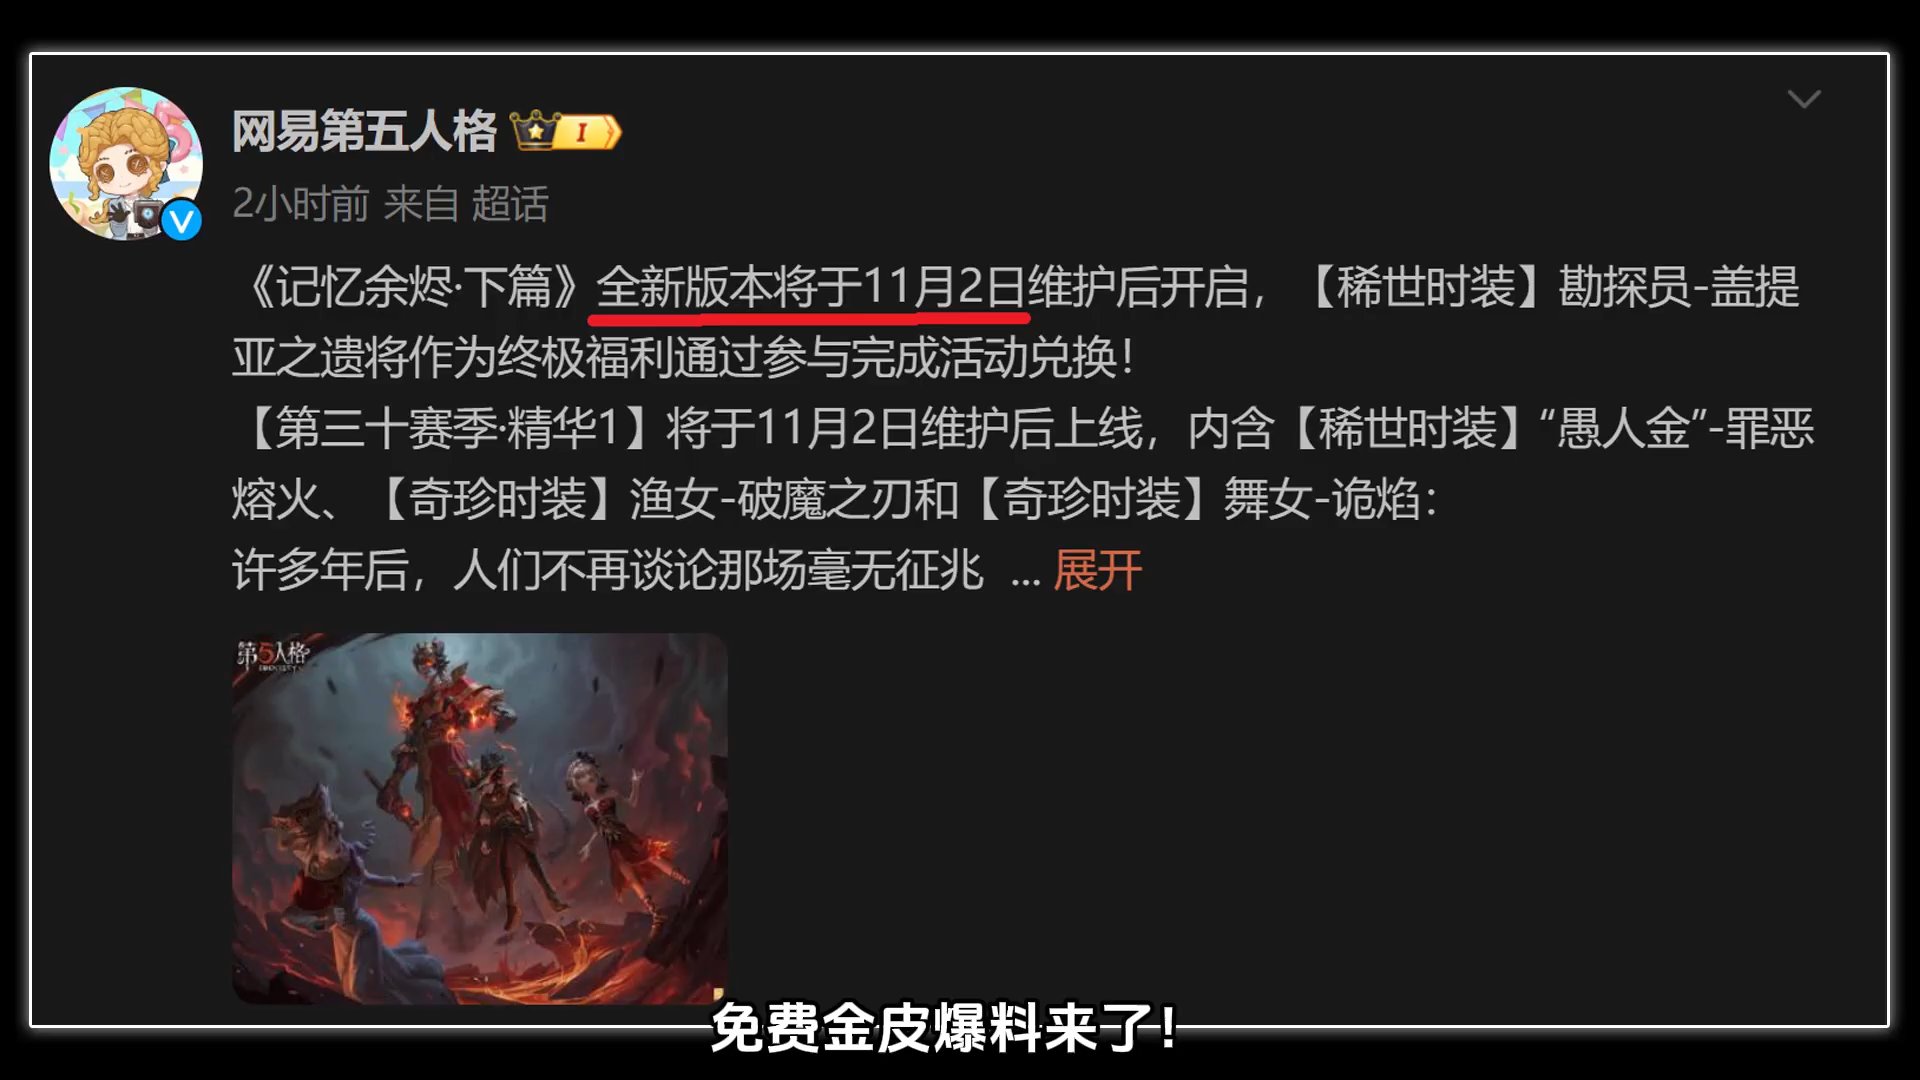 网易第五人格
I
2小时前 来自 超话
《记忆余烬·下篇》全新版本将于11月2日维护后开启，【稀世时装】勘探员-盖提
亚之遗将作为终极福利通过参与完成活动兑换！
【第三十赛季·精华1】将于11月2日维护后上线，内含【稀世时装】“愚人金”-罪恶
熔火、【奇珍时装】渔女-破魔之刃和【奇珍时装】舞女-诡焰：
许多年后，人们不再谈论那场毫无征兆 ... 展开
第5人格
免费金皮爆料来了！